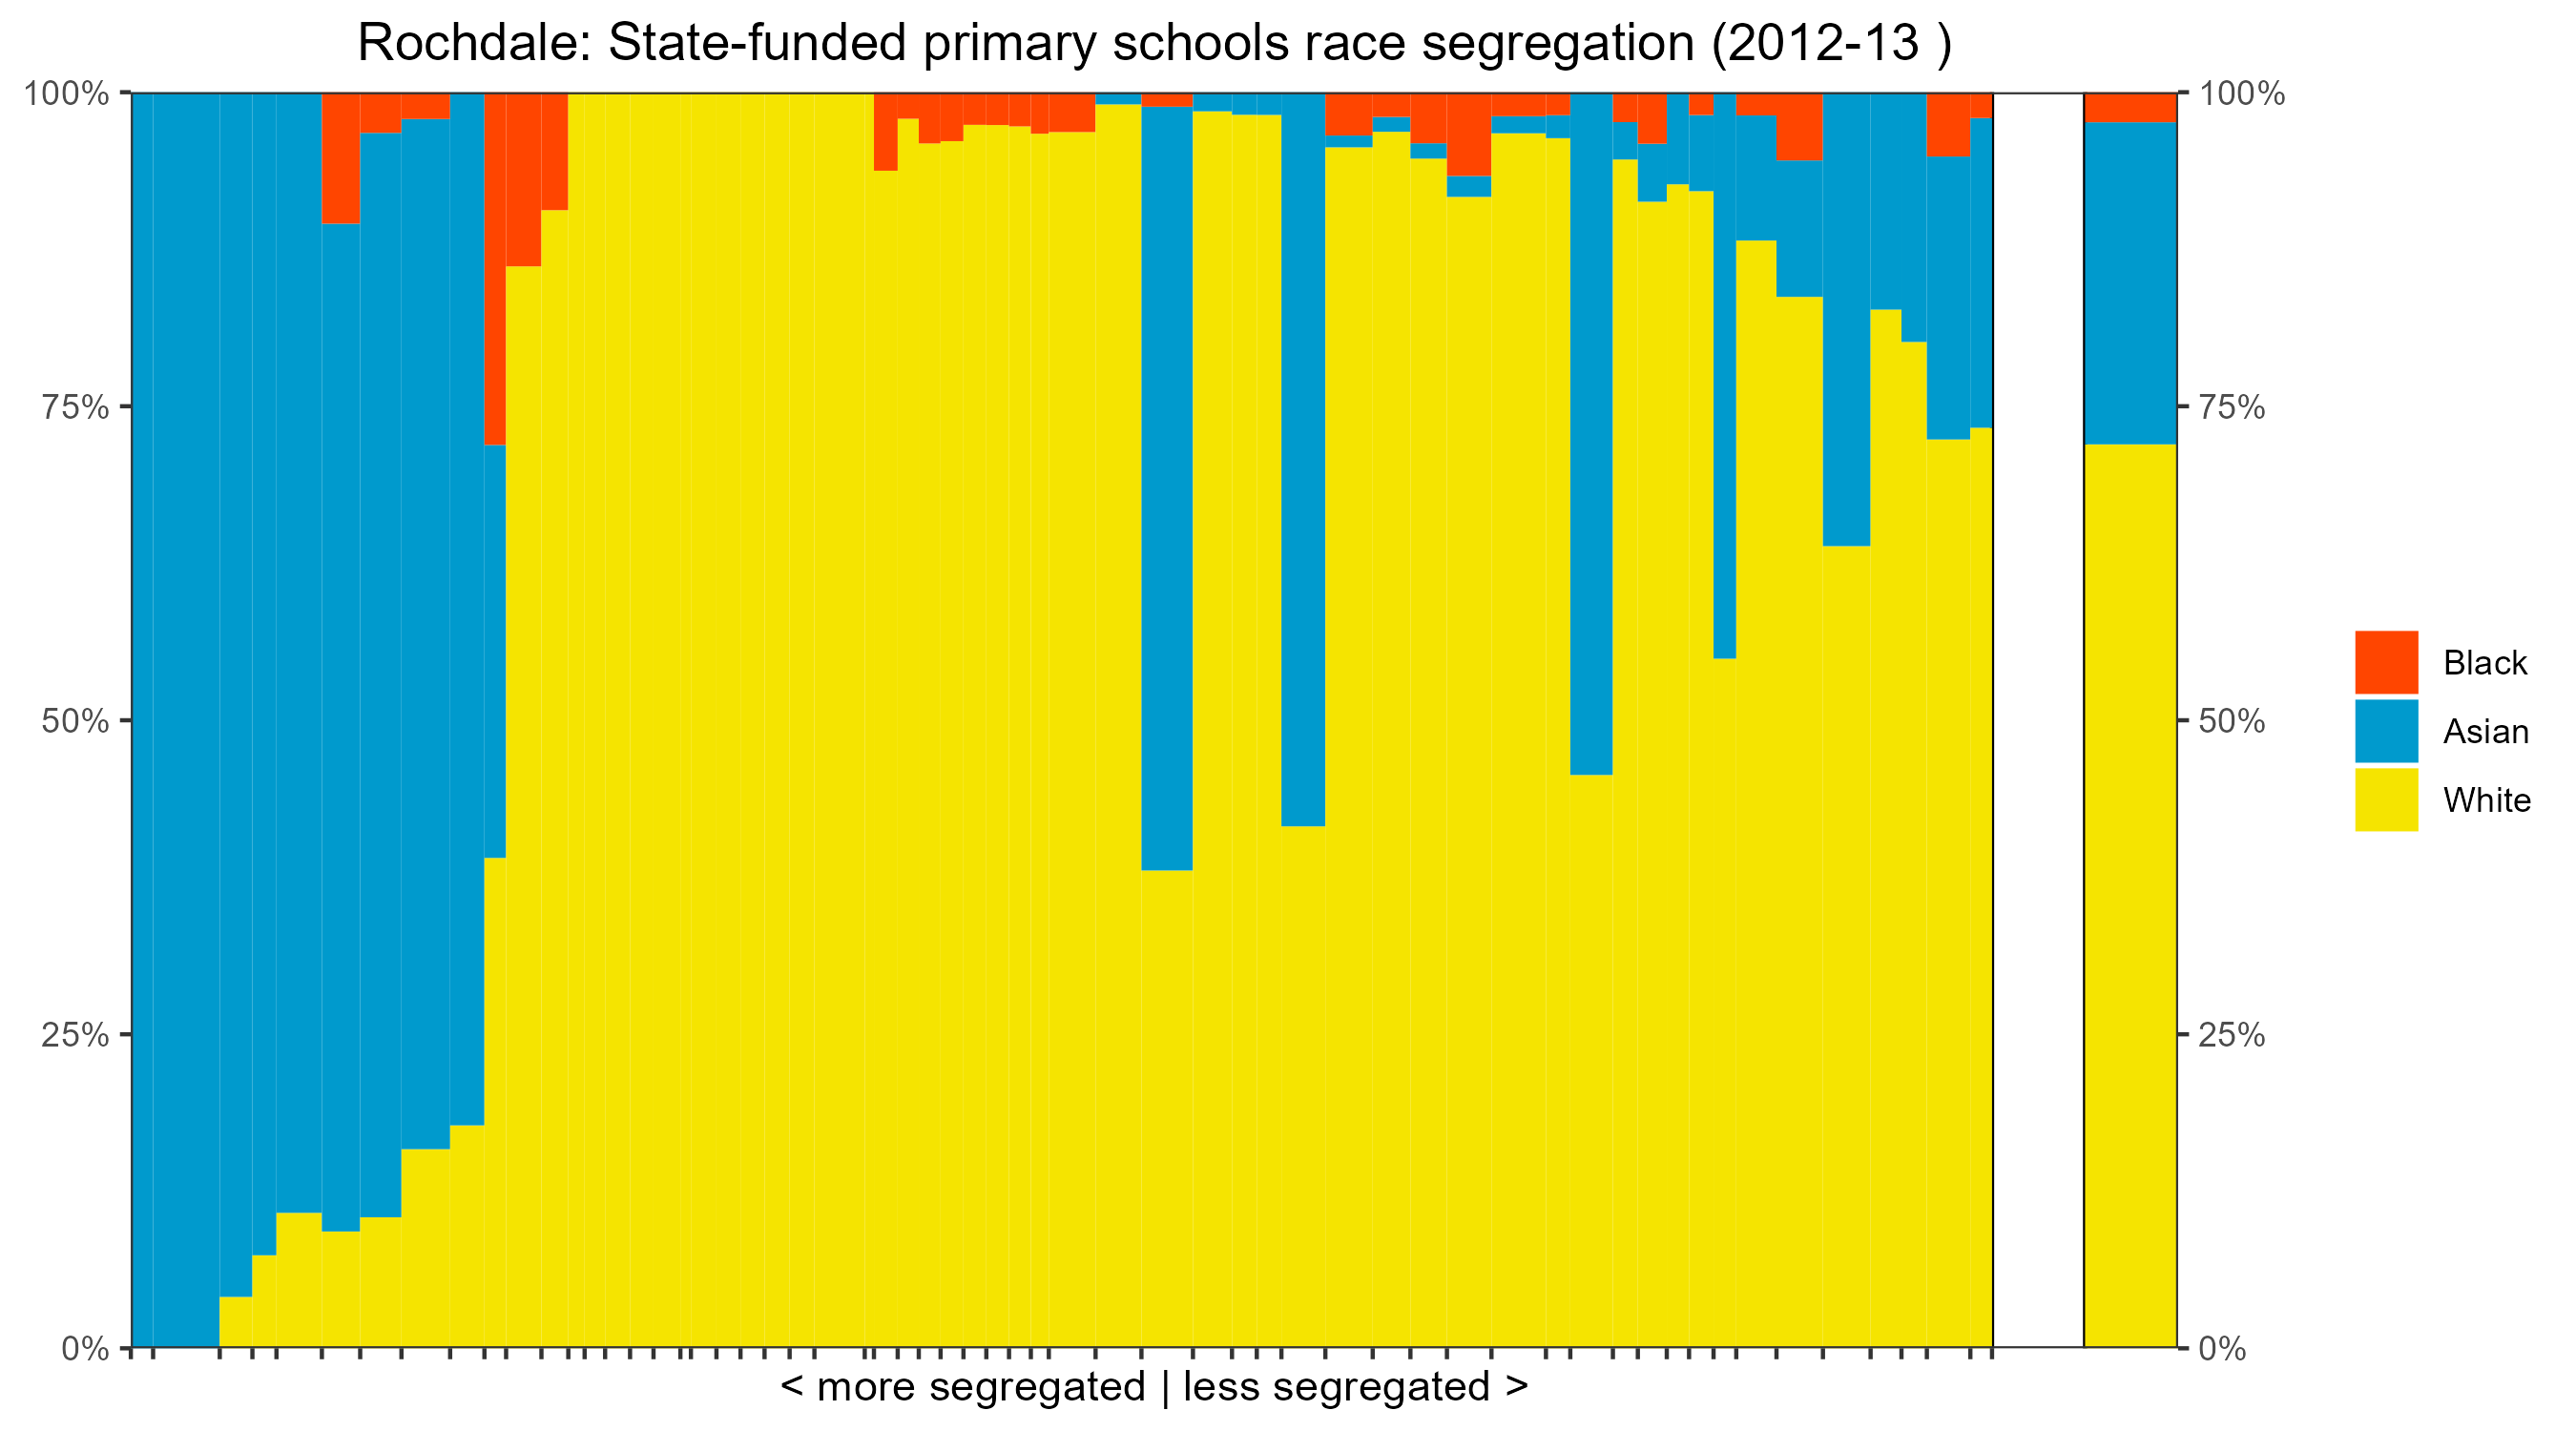 Rochdale: State-funded primary schools race segregation (2012-13 )
100%
75%
50%
25%
0%
100%
75%
50%
25%
0%
< more segregated | less segregated >
Black
Asian
White